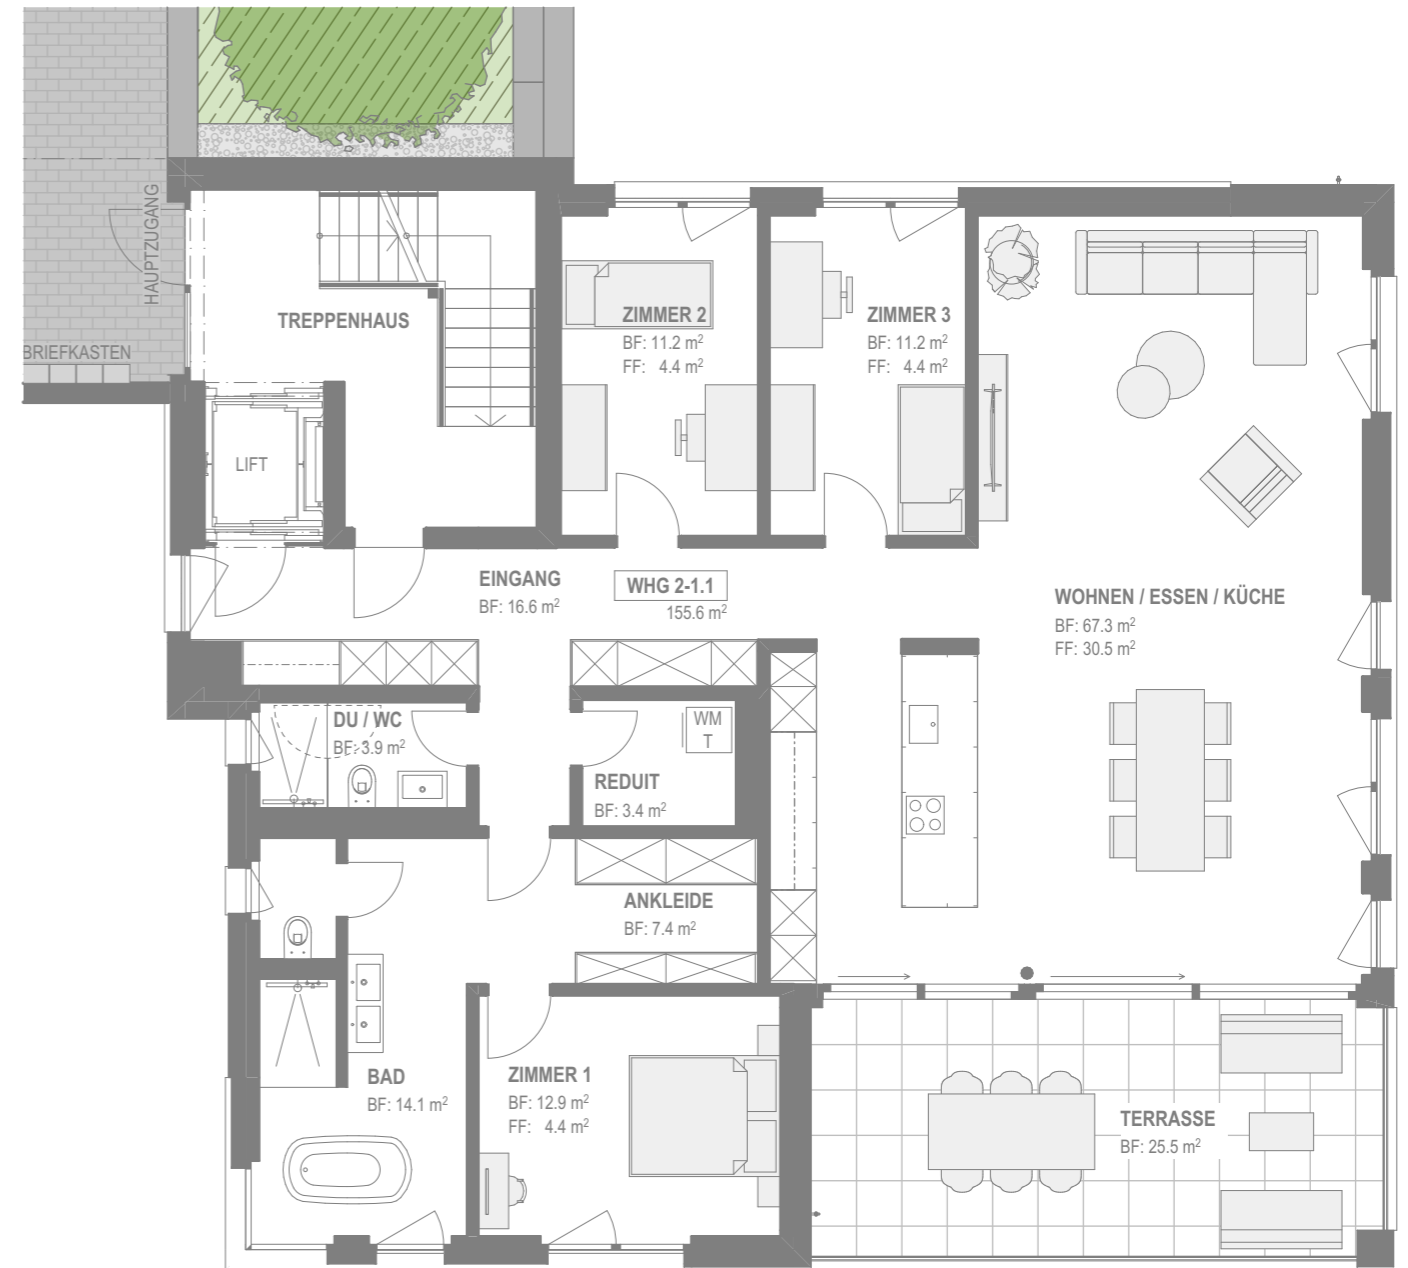 HAUPTZUGANG
BRIEFKASTEN
TREPPENHAUS
LIFT
ZIMMER 2
BF: 11.2 m²
FF: 4.4 m²
ZIMMER 3
BF: 11.2 m²
FF: 4.4 m²
EINGANG
BF: 16.6 m²
WHG 2-1.1
155.6 m²
WOHNEN / ESSEN / KÜCHE
BF: 67.3 m²
FF: 30.5 m²
DU / WC
BF: 3.9 m²
WM
T
REDUIT
BF: 3.4 m²
ANKLEIDE
BF: 7.4 m²
BAD
BF: 14.1 m²
ZIMMER 1
BF: 12.9 m²
FF: 4.4 m²
TERRASSE
BF: 25.5 m²